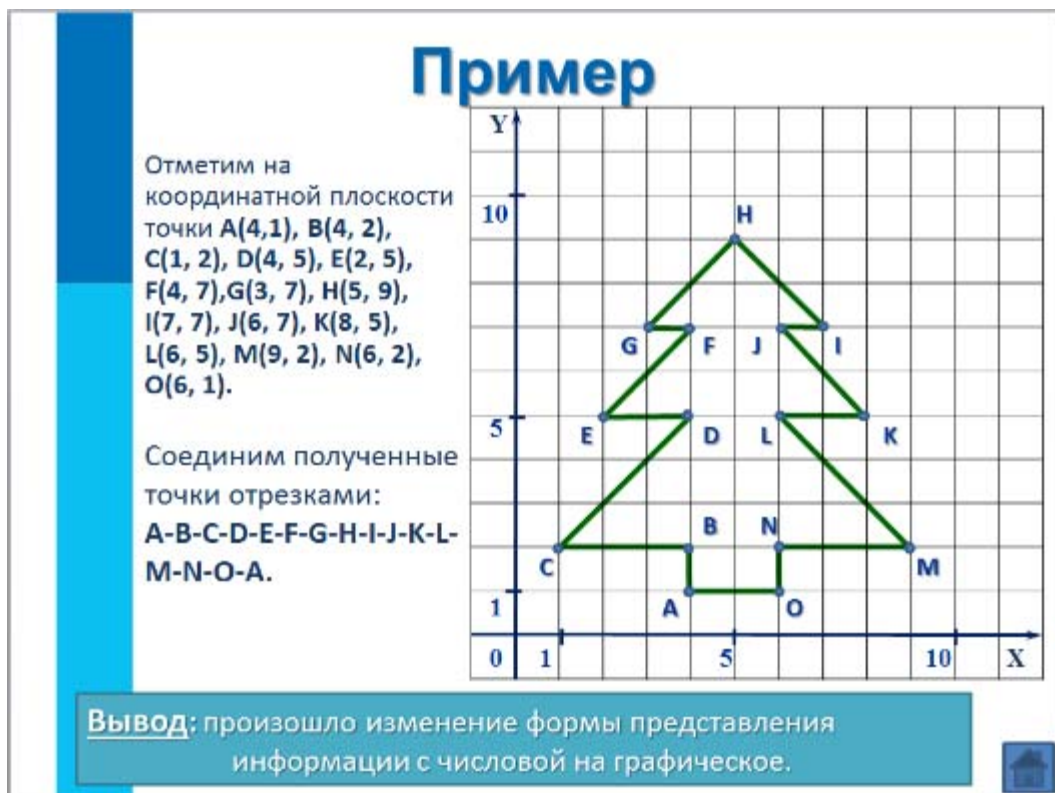 Пример
Отметим на
координатной плоскости
точки A(4,1), B(4, 2),
C(1, 2), D(4, 5), E(2, 5),
F(4, 7),G(3, 7), H(5, 9),
I(7, 7), J(6, 7), K(8, 5),
L(6, 5), M(9, 2), N(6, 2),
O(6, 1).
Соединим полученные
точки отрезками:
A-B-C-D-E-F-G-H-I-J-K-L-
M-N-O-A.
Y
10
H
G F J I
5
E D L K
B N
C M
1
A O
0 1 5 10 X
Вывод: произошло изменение формы представления
информации с числовой на графическое.